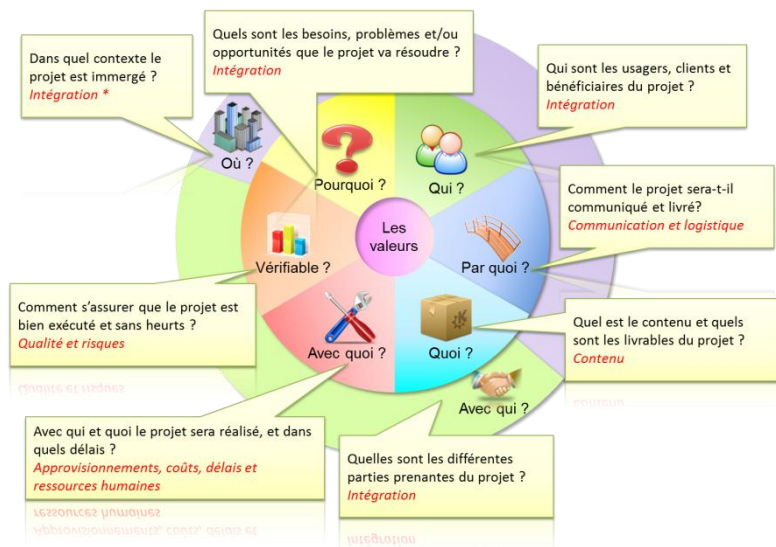 Dans quel contexte le
projet est immergé ?
Intégration *
Quels sont les besoins, problèmes et/ou
opportunités que le projet va résoudre ?
Intégration
Qui sont les usagers, clients et
bénéficiaires du projet ?
Intégration
Où ?
Pourquoi ?
Qui ?
Comment le projet sera-t-il
communiqué et livré?
Communication et logistique
Les
valeurs
Vérifiable ?
Par quoi ?
Comment s'assurer que le projet est
bien exécuté et sans heurts ?
Qualité et risques
Avec quoi ?
Quoi ?
Quel est le contenu et quels
sont les livrables du projet ?
Contenu
Avec qui ?
Avec qui et quoi le projet sera réalisé, et dans
quels délais ?
Approvisionnements, coûts, délais et
ressources humaines
Quelles sont les différentes
parties prenantes du projet ?
Intégration